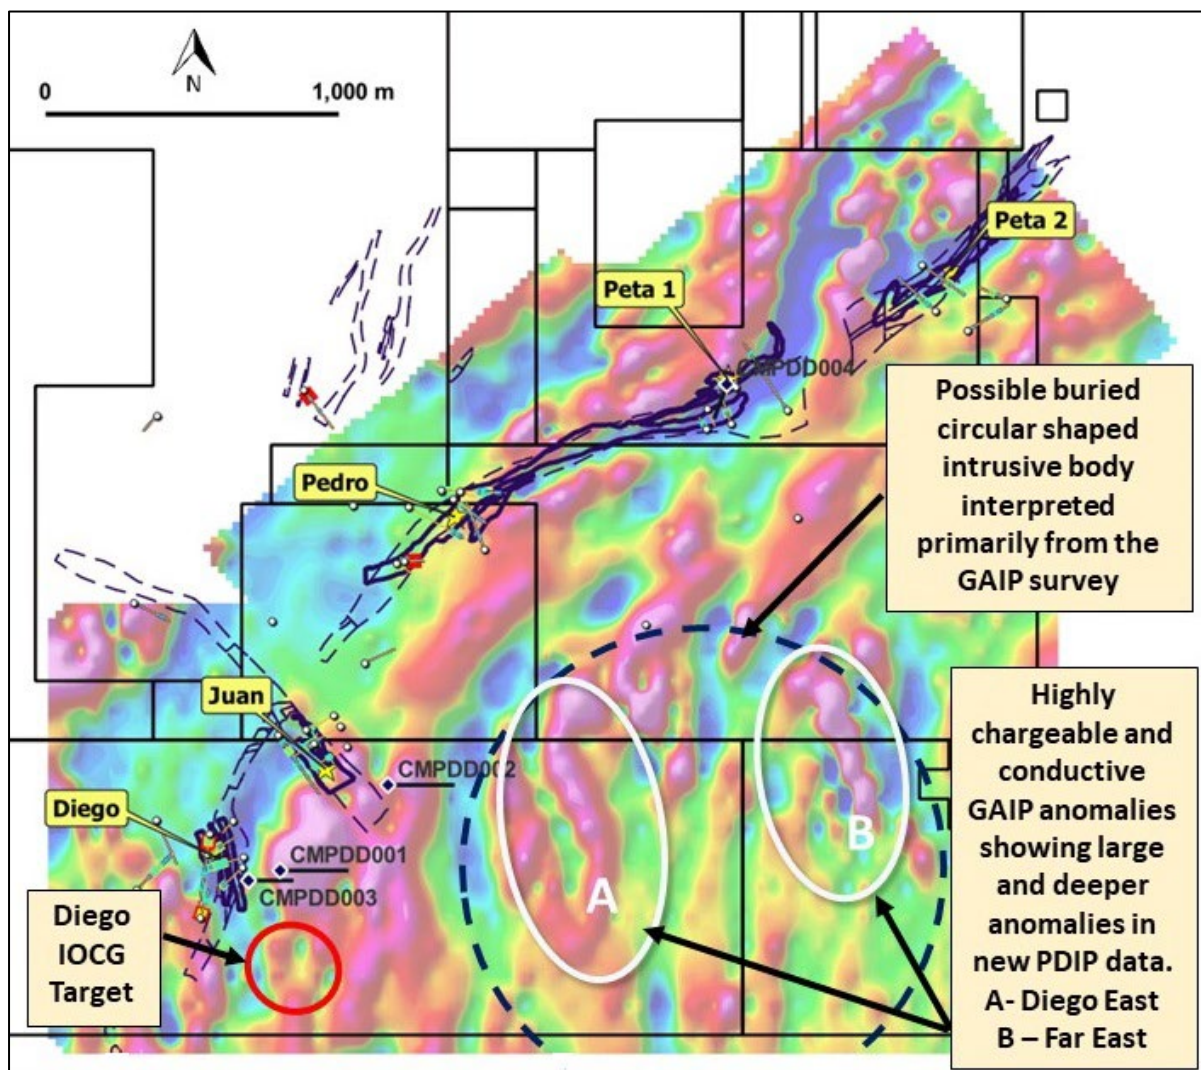 N
0 1,000 m
Peta 2
Peta 1
CMPDD004
Possible buried
circular shaped
intrusive body
interpreted
primarily from the
GAIP survey
Pedro
Juan
CMPDD002
Diego
CMPDD001
CMPDD003
Diego
IOCG
Target
A
B
Highly
chargeable and
conductive
GAIP anomalies
showing large
and deeper
anomalies in
new PDIP data.
A- Diego East
B – Far East